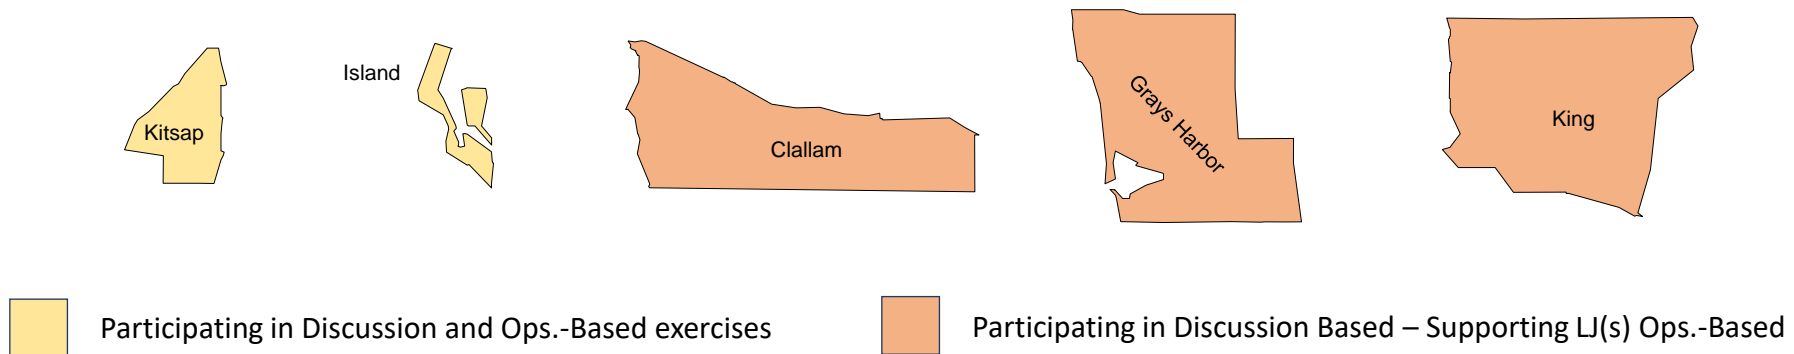 Kitsap
Island
Clallam
Grays Harbor
King
Participating in Discussion and Ops.-Based exercises
Participating in Discussion Based – Supporting LJ(s) Ops.-Based